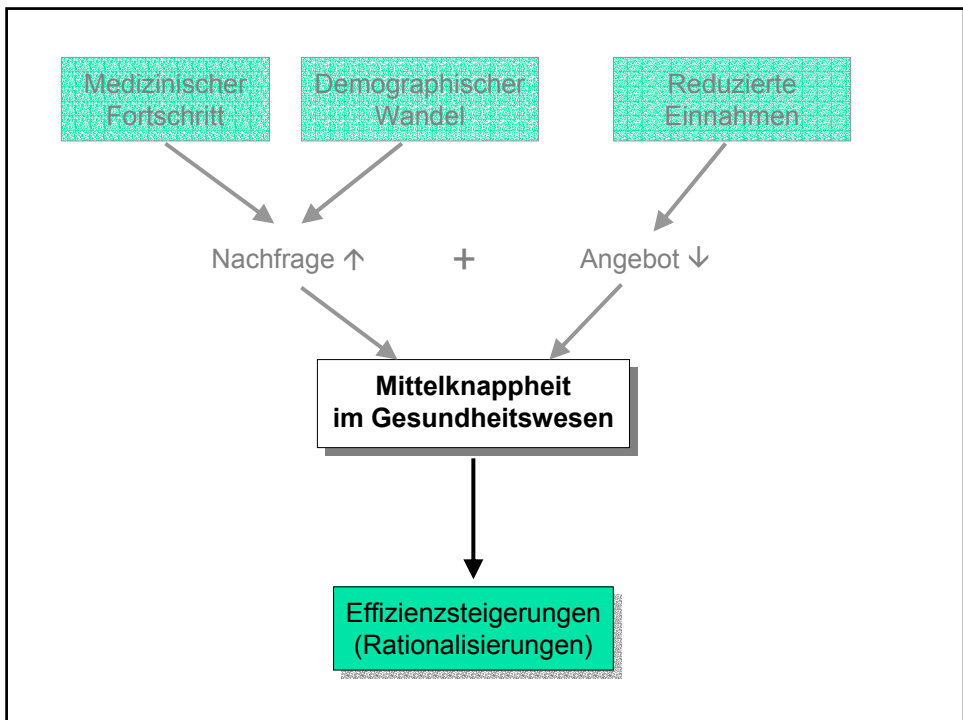 Medizinischer
Fortschritt
Demographischer
Wandel
Reduzierte
Einnahmen
Nachfrage ↑
+
Angebot ↓
Mittelknappheit
im Gesundheitswesen
Effizienzsteigerungen
(Rationalisierungen)